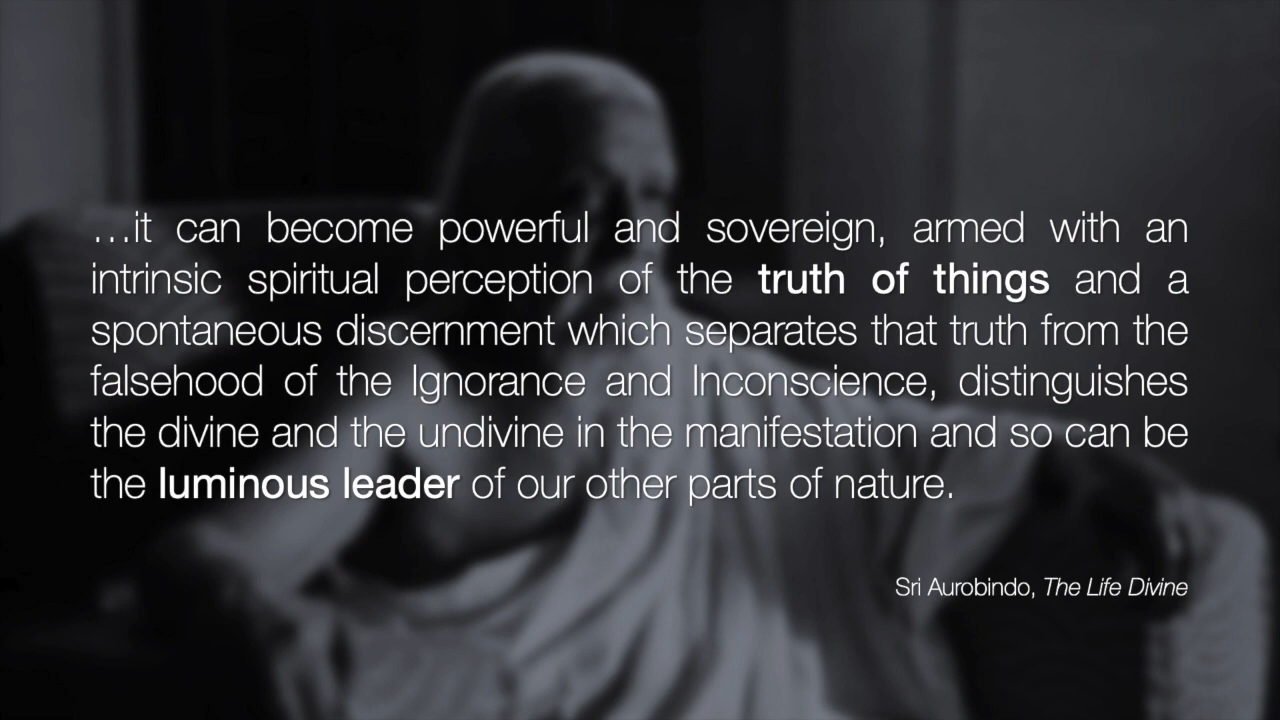 …it can become powerful and sovereign, armed with an
intrinsic spiritual perception of the truth of things and a
spontaneous discernment which separates that truth from the
falsehood of the Ignorance and Inconscience, distinguishes
the divine and the undivine in the manifestation and so can be
the luminous leader of our other parts of nature.
Sri Aurobindo, The Life Divine